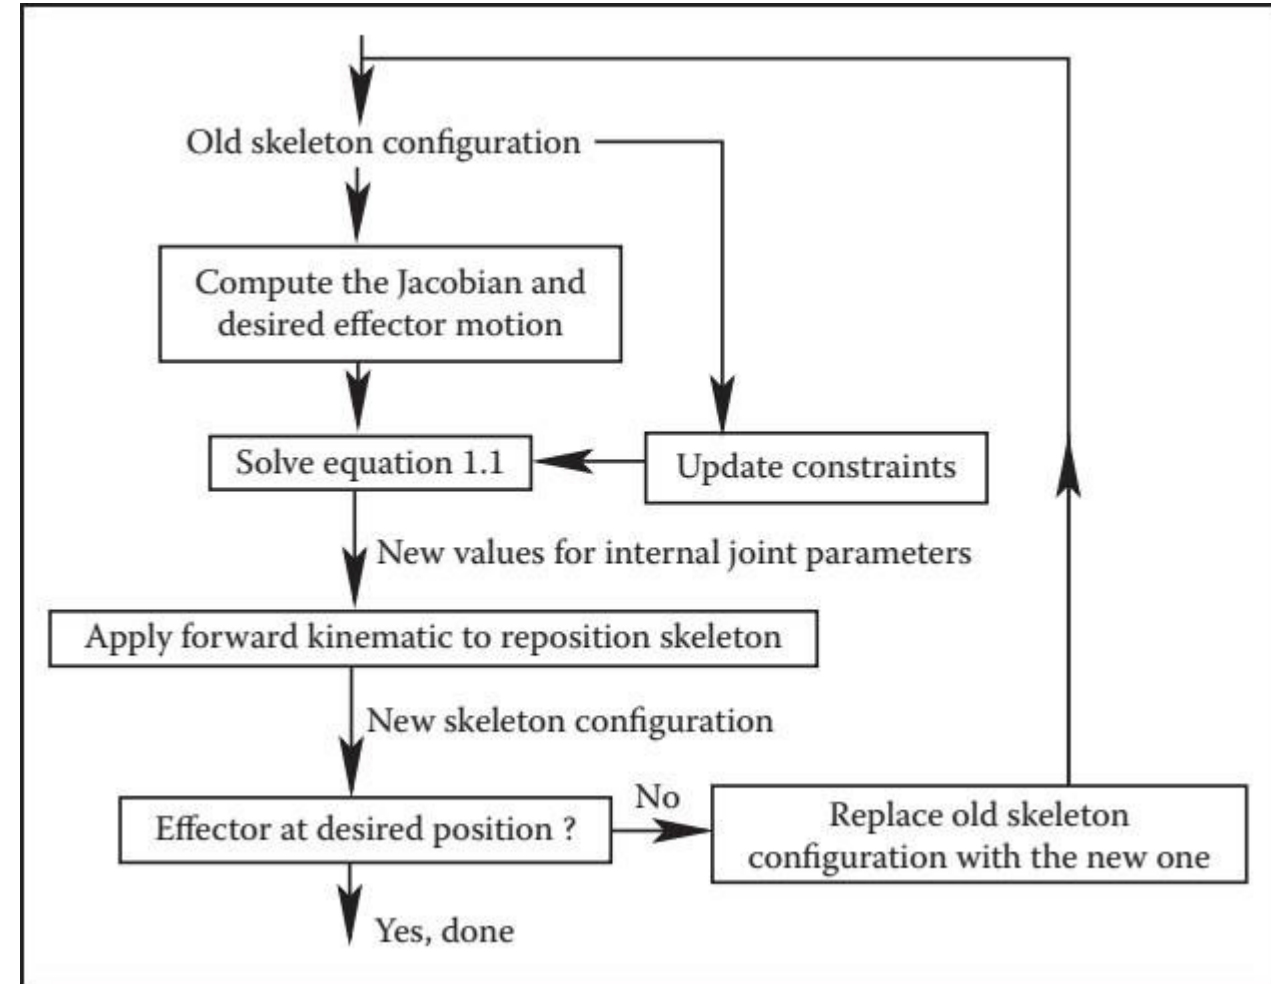 Old skeleton configuration
Compute the Jacobian and
desired effector motion
Solve equation 1.1
Update constraints
New values for internal joint parameters
Apply forward kinematic to reposition skeleton
New skeleton configuration
Effector at desired position ?
No
Replace old skeleton
configuration with the new one
Yes, done